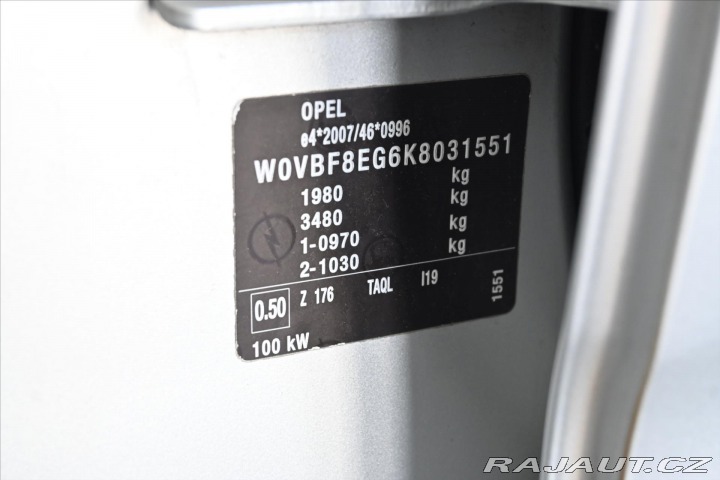 OPEL
e4*2007/46*0996
W0VBF8EG6K8031551
1980 kg
3480 kg
1-0970 kg
2-1030 kg
0.50 Z 176 TAQL I19 1551
100 kW
RAJAUT.CZ